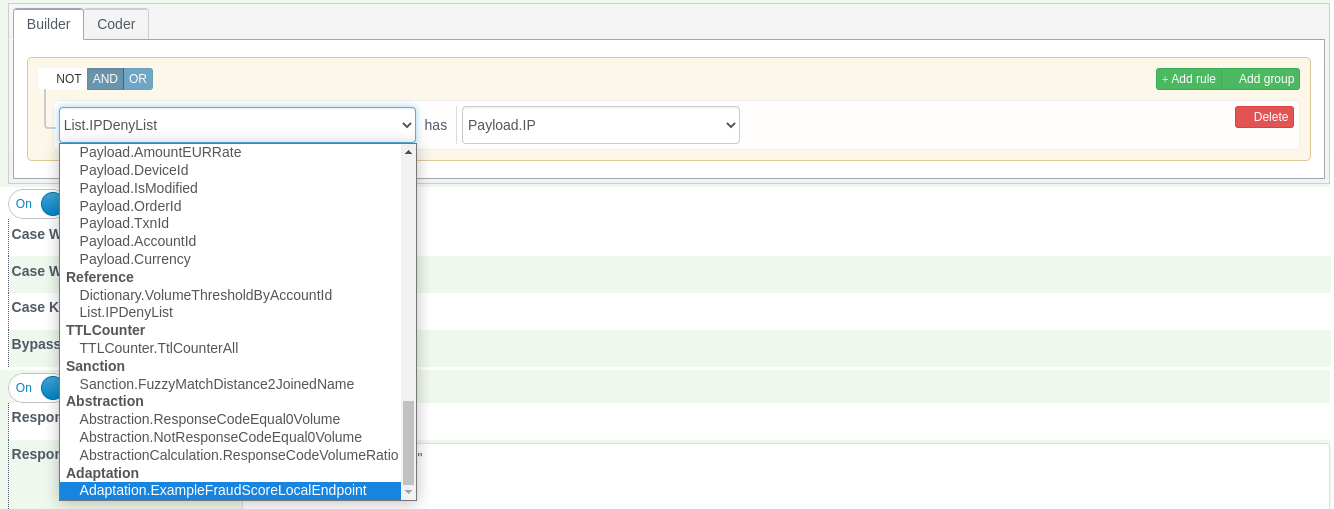 Builder Coder
NOT AND OR + Add rule Add group
List.IPDenyList has Payload.IP Delete
Payload.AmountEURRate
Payload.DeviceId
Payload.IsModified
Payload.OrderId
On
Payload.TxnId
Case W
Payload.AccountId
Payload.Currency
Case W
Reference
Dictionary.VolumeThresholdByAccountId
Case K
List.IPDenyList
TTLCounter
Bypass
TTLCounter.TtlCounterAll
Sanction
On
Sanction.FuzzyMatchDistance2JoinedName
Abstraction
Respon
Abstraction.ResponseCodeEqual0Volume
Abstraction.NotResponseCodeEqual0Volume
Respon
AbstractionCalculation.ResponseCodeVolumeRatio "
Adaptation
Adaptation.ExampleFraudScoreLocalEndpoint